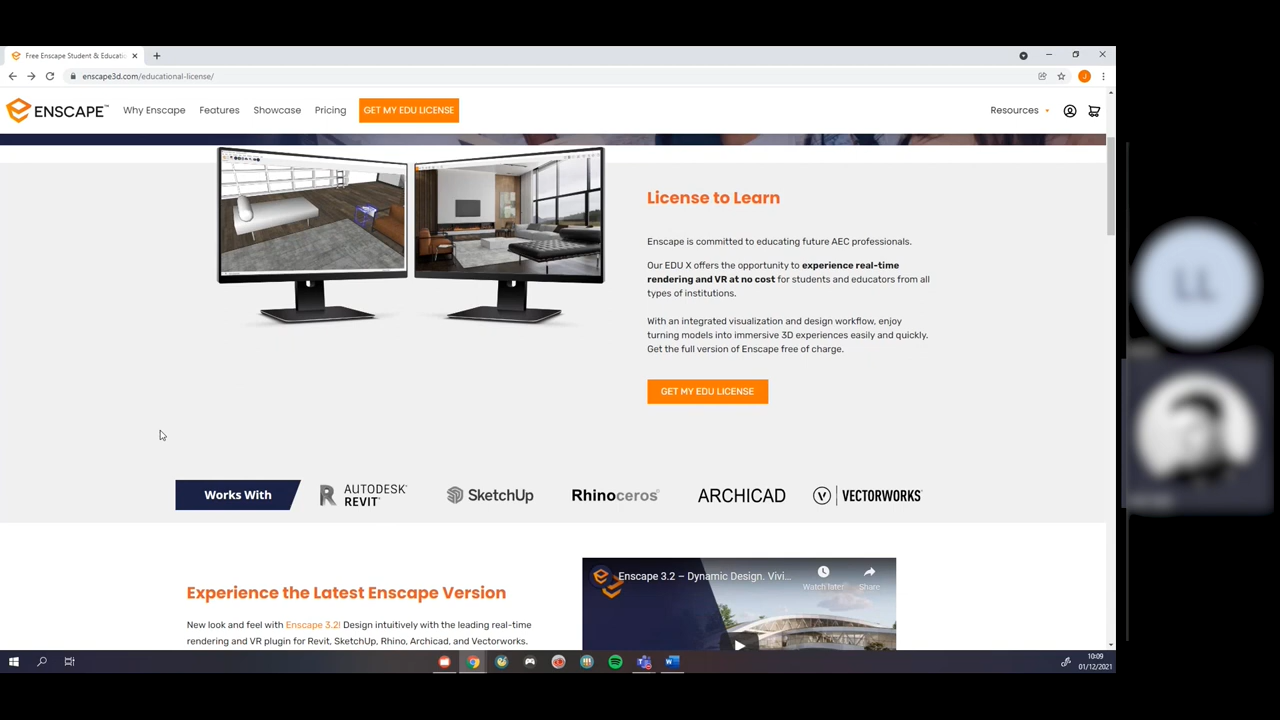 Free Enscape Student & Educatio
enscape3d.com/educational-license/
J
ENSCAPE™
Why Enscape
Features
Showcase
Pricing
GET MY EDU LICENSE
Resources
License to Learn
Enscape is committed to educating future AEC professionals.
Our EDU X offers the opportunity to experience real-time
rendering and VR at no cost for students and educators from all
types of institutions.
With an integrated visualization and design workflow, enjoy
turning models into immersive 3D experiences easily and quickly.
Get the full version of Enscape free of charge.
GET MY EDU LICENSE
Works With
AUTODESK®
REVIT®
SketchUp
Rhinoceros®
ARCHICAD
VECTORWORKS
Experience the Latest Enscape Version
New look and feel with Enscape 3.2! Design intuitively with the leading real-time
rendering and VR plugin for Revit, SketchUp, Rhino, Archicad, and Vectorworks.
Enscape 3.2 – Dynamic Design. Vivi...
Watch later
Share
10:09
01/12/2021
LL